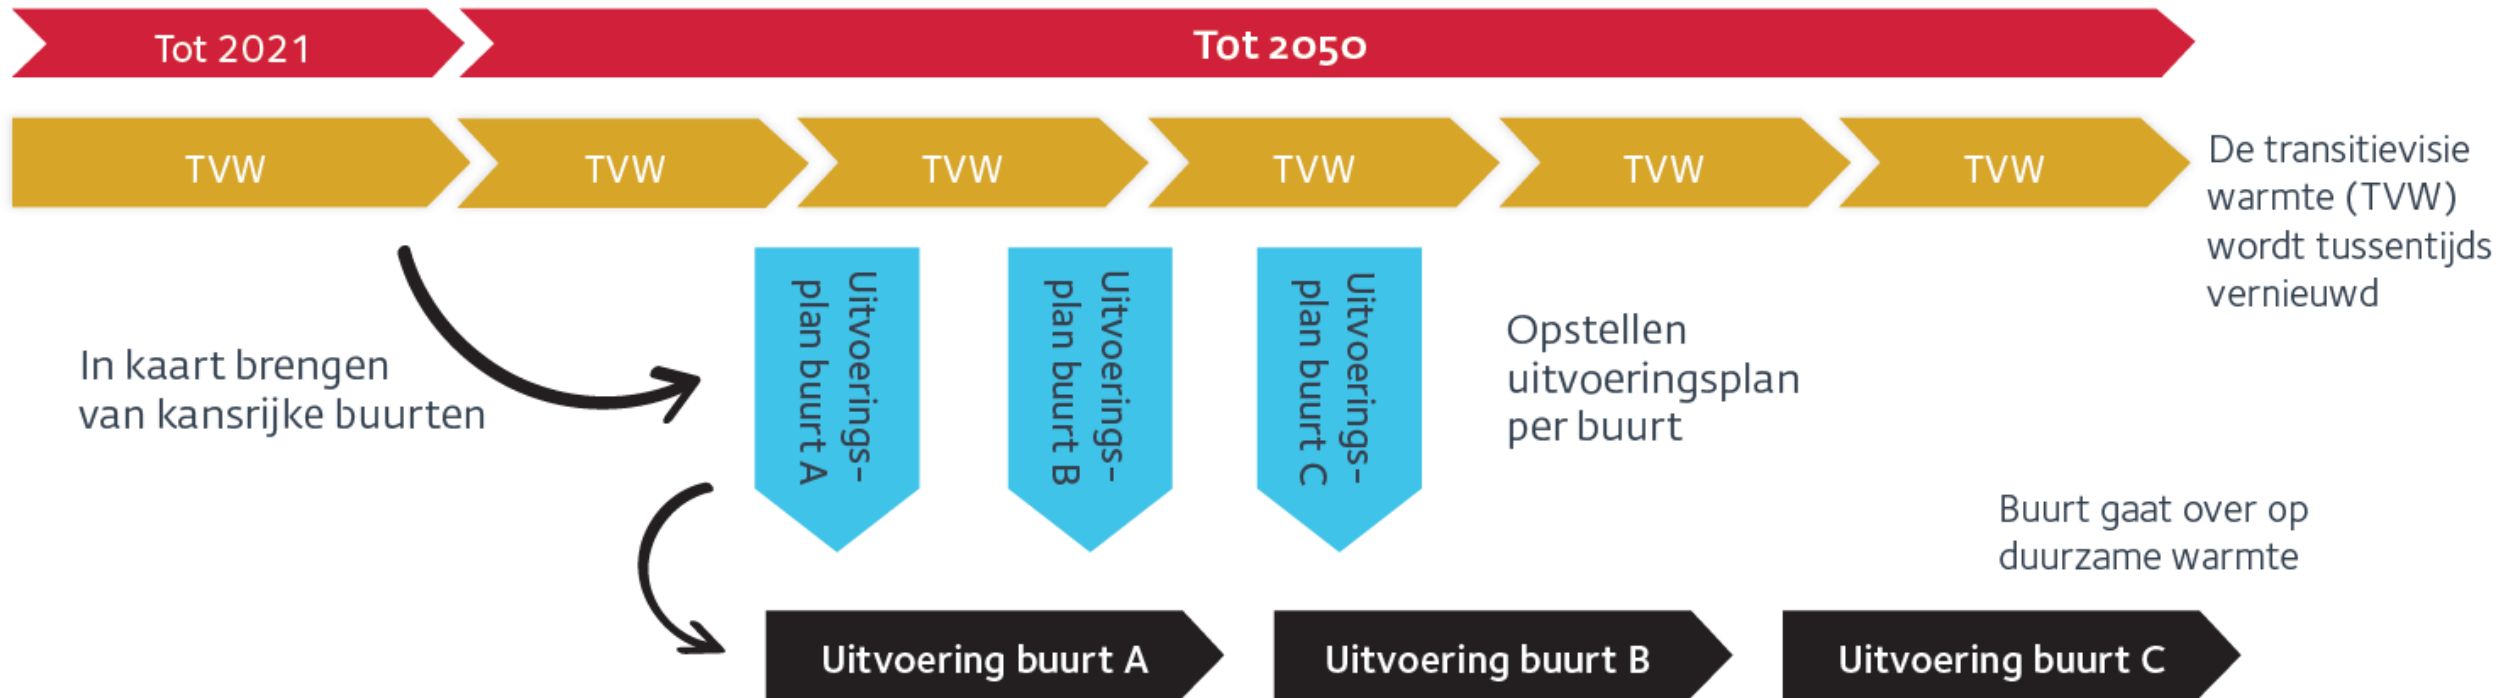 Tot 2021
Tot 2050
TVW
TVW
TVW
TVW
TVW
TVW
De transitievisie
warmte (TVW)
wordt tussentijds
vernieuwd
In kaart brengen
van kansrijke buurten
Uitvoerings-
plan buurt A
Uitvoerings-
plan buurt B
Uitvoerings-
plan buurt C
Opstellen
uitvoeringsplan
per buurt
Buurt gaat over op
duurzame warmte
Uitvoering buurt A
Uitvoering buurt B
Uitvoering buurt C